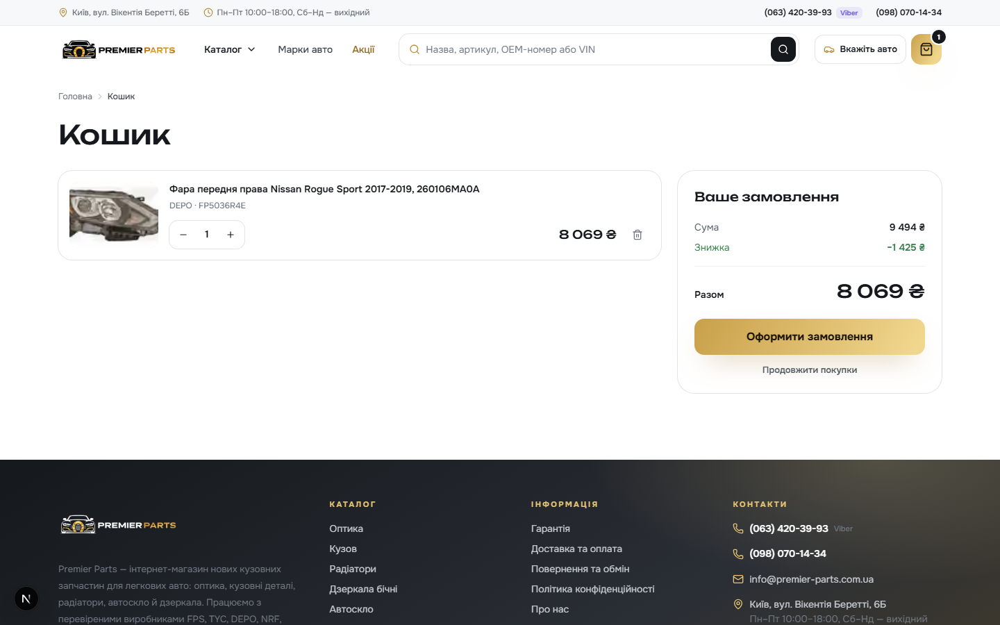 Київ, вул. Вікентія Беретті, 6Б
Пн–Пт 10:00–18:00, Сб–Нд — вихідний
(063) 420-39-93 Viber
(098) 070-14-34
PREMIER PARTS
Каталог
Марки авто
Акції
Назва, артикул, OEM-номер або VIN
Вкажіть авто
1
Головна
Кошик
Кошик
Фара передня права Nissan Rogue Sport 2017-2019, 260106MA0A
DEPO · FP5036R4E
− 1 +
8 069 ₴
Ваше замовлення
Сума 9 494 ₴
Знижка −1 425 ₴
Разом 8 069 ₴
Оформити замовлення
Продовжити покупки
PREMIER PARTS
Premier Parts — інтернет-магазин нових кузовних
запчастин для легкових авто: оптика, кузовні деталі,
радіатори, автоскло й дзеркала. Працюємо з
перевіреними виробниками FPS, TYC, DEPO, NRF,
N
КАТАЛОГ
Оптика
Кузов
Радіатори
Дзеркала бічні
Автоскло
ІНФОРМАЦІЯ
Гарантія
Доставка та оплата
Повернення та обмін
Політика конфіденційності
Про нас
КОНТАКТИ
(063) 420-39-93 Viber
(098) 070-14-34
info@premier-parts.com.ua
Київ, вул. Вікентія Беретті, 6Б
Пн–Пт 10:00–18:00, Сб–Нд — вихідний